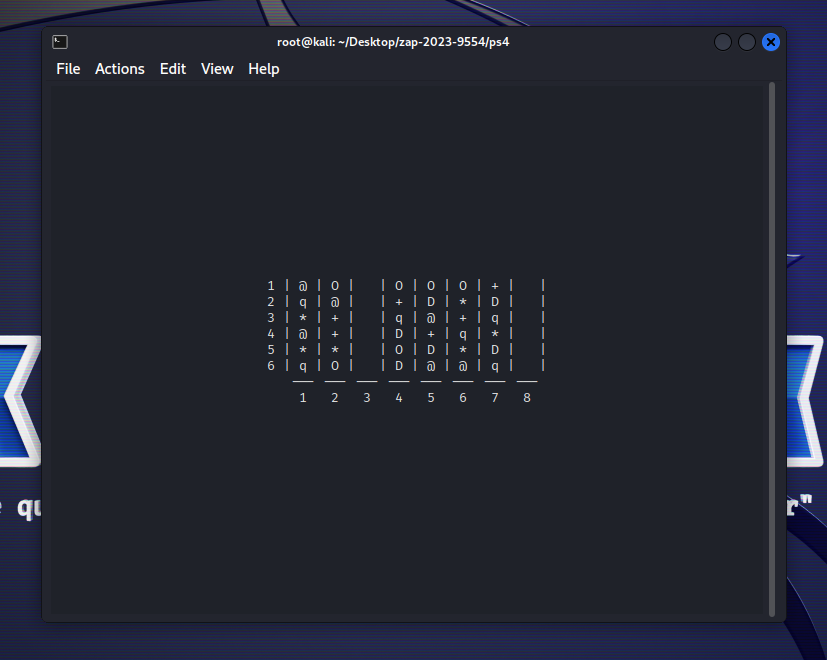 root@kali: ~/Desktop/zap-2023-9554/ps4
File Actions Edit View Help
1 | @ | O |   | O | O | O | + |   |
2 | q | @ |   | + | D | * | D |   |
3 | * | + |   | q | @ | + | q |   |
4 | @ | + |   | D | + | q | * |   |
5 | * | * |   | O | D | * | D |   |
6 | q | O |   | D | @ | @ | q |   |
1 2 3 4 5 6 7 8
r"